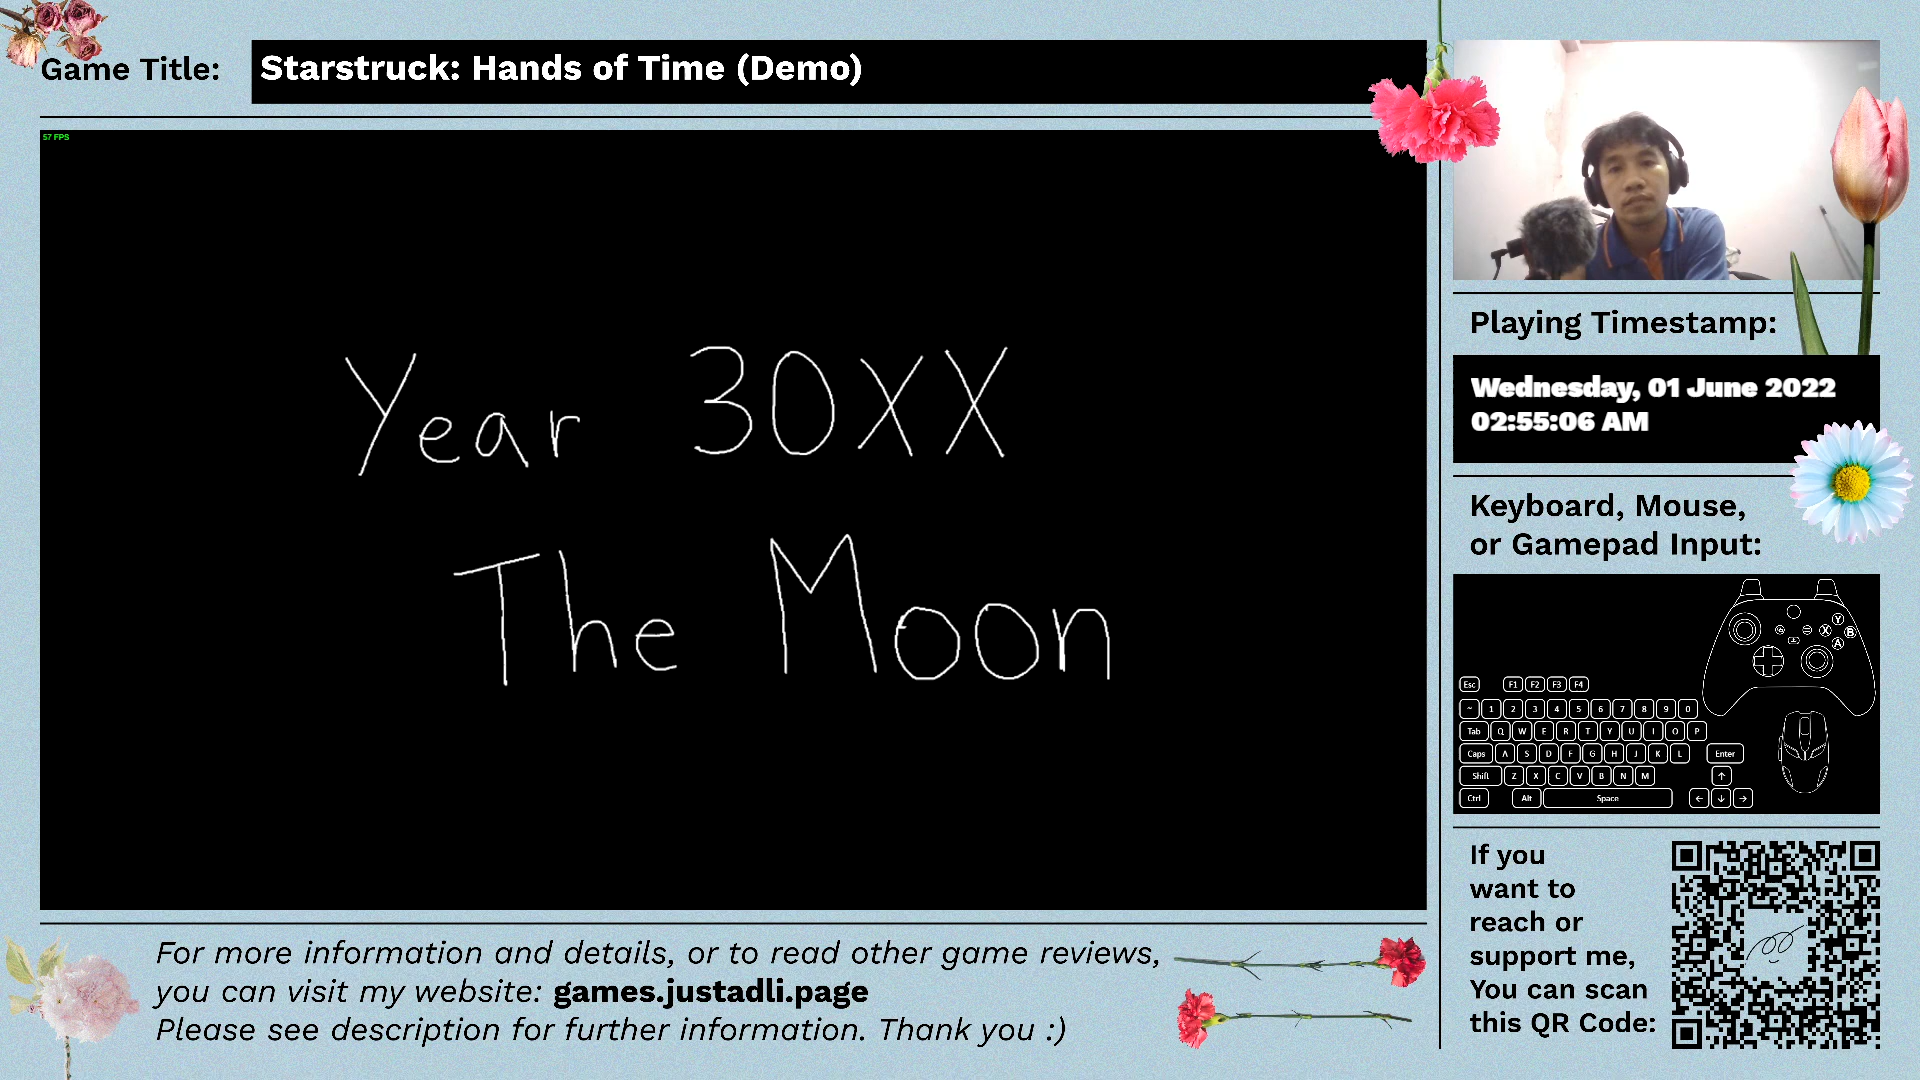 Game Title:
Starstruck: Hands of Time (Demo)
57 FPS
Year 30XX
The Moon
Playing Timestamp:
Wednesday, 01 June 2022
02:55:06 AM
Keyboard, Mouse,
or Gamepad Input:
Y
X B
A
Esc F1 F2 F3 F4
~ 1 2 3 4 5 6 7 8 9 0
Tab Q W E R T Y U I O P
Caps A S D F G H J K L Enter
Shift Z X C V B N M ↑
Ctrl Alt Space ← ↓ →
If you
want to
reach or
support me,
You can scan
this QR Code:
For more information and details, or to read other game reviews,
you can visit my website: games.justadli.page
Please see description for further information. Thank you :)